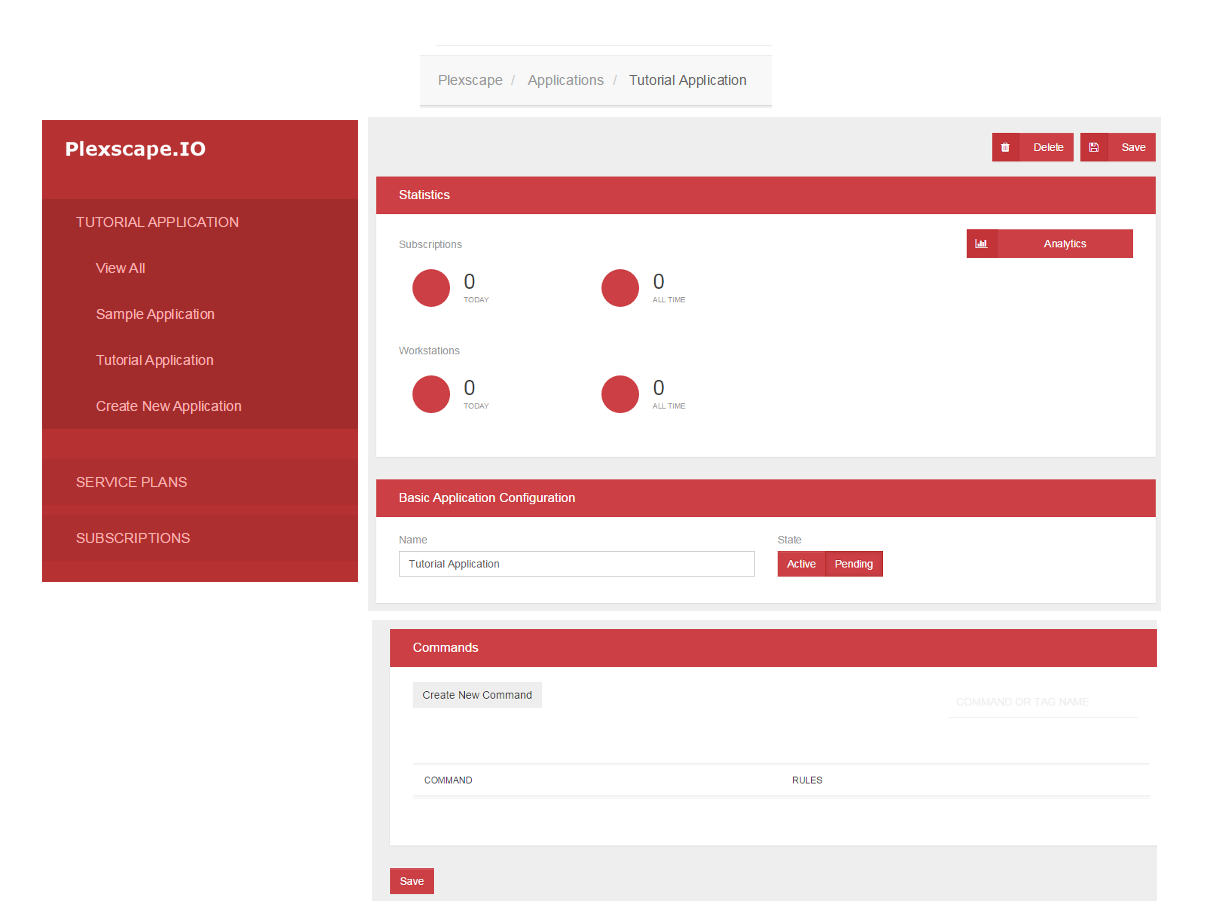 Plexscape / Applications / Tutorial Application
Plexscape.IO
TUTORIAL APPLICATION
View All
Sample Application
Tutorial Application
Create New Application
SERVICE PLANS
SUBSCRIPTIONS
Delete Save
Statistics
Subscriptions
Analytics
0 0
TODAY ALL TIME
Workstations
0 0
TODAY ALL TIME
Basic Application Configuration
Name State
Tutorial Application Active Pending
Commands
Create New Command
COMMAND OR TAG NAME
COMMAND RULES
Save